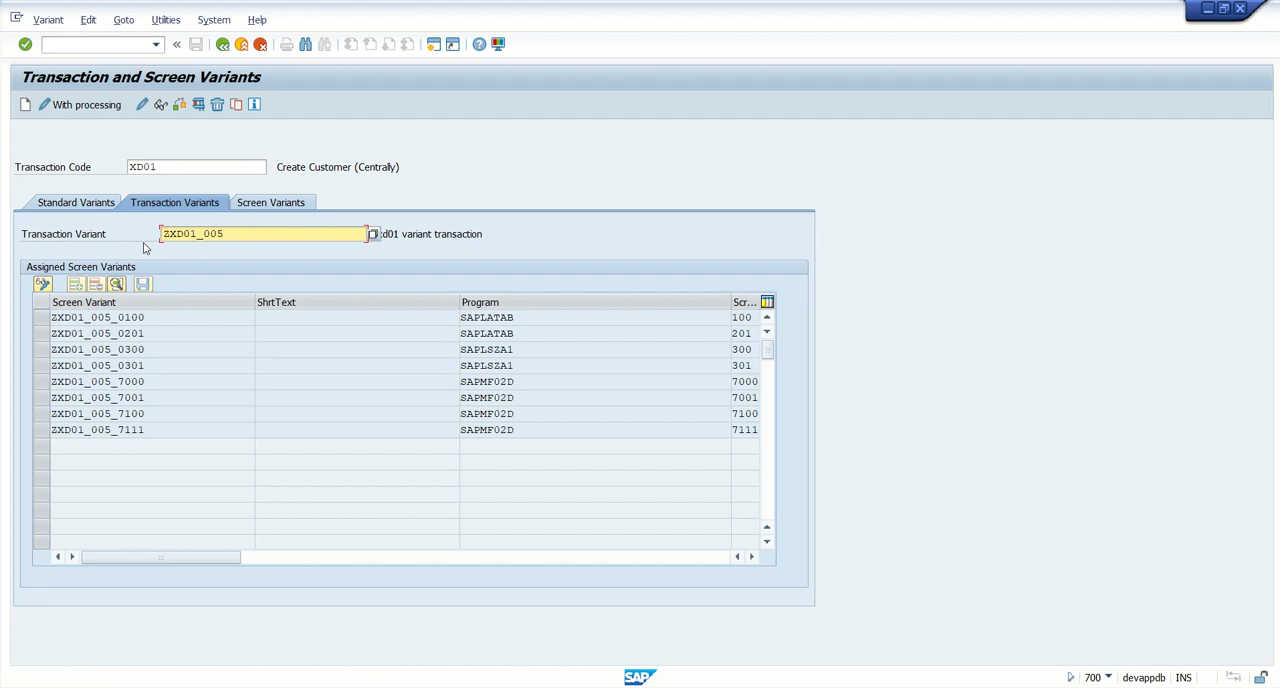 Variant Edit Goto Utilities System Help
Transaction and Screen Variants
With processing
Transaction Code XD01 Create Customer (Centrally)
Standard Variants Transaction Variants Screen Variants
Transaction Variant ZXD01_005 d01 variant transaction
Assigned Screen Variants
Screen Variant ShrtText Program Scr...
ZXD01_005_0100 SAPLATAB 100
ZXD01_005_0201 SAPLATAB 201
ZXD01_005_0300 SAPLSZA1 300
ZXD01_005_0301 SAPLSZA1 301
ZXD01_005_7000 SAPMF02D 7000
ZXD01_005_7001 SAPMF02D 7001
ZXD01_005_7100 SAPMF02D 7100
ZXD01_005_7111 SAPMF02D 7111
SAP 700 devappdb INS